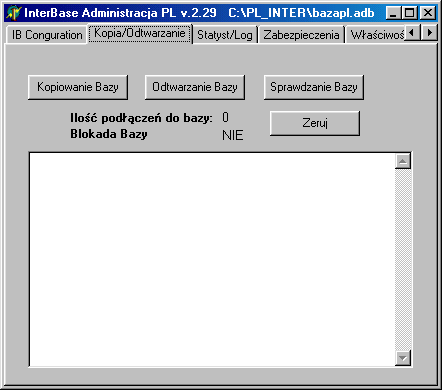 InterBase Administracja PL v.2.29 C:\PL_INTER\bazapl.adb
IB Conguration Kopia/Odtwarzanie Statyst/Log Zabezpieczenia Właściwoś
Kopiowanie Bazy Odtwarzanie Bazy Sprawdzanie Bazy
Ilość podłączeń do bazy: 0
Blokada Bazy NIE
Zeruj